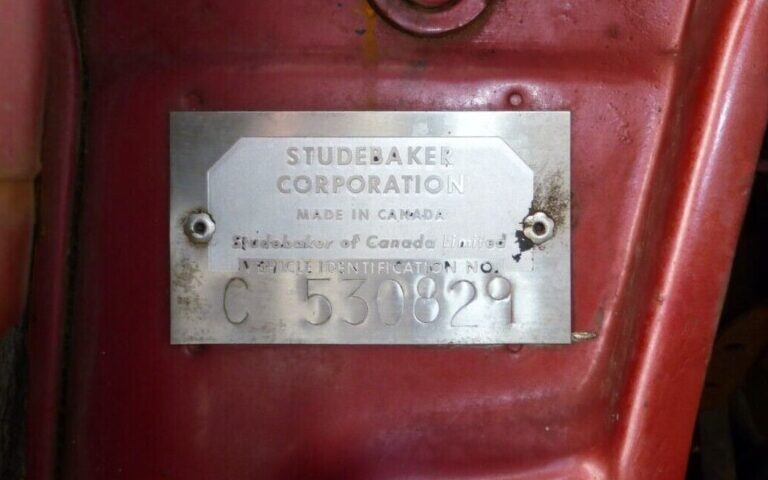 STUDEBAKER
CORPORATION
MADE IN CANADA
Studebaker of Canada Limited
VEHICLE IDENTIFICATION NO.
C 530829